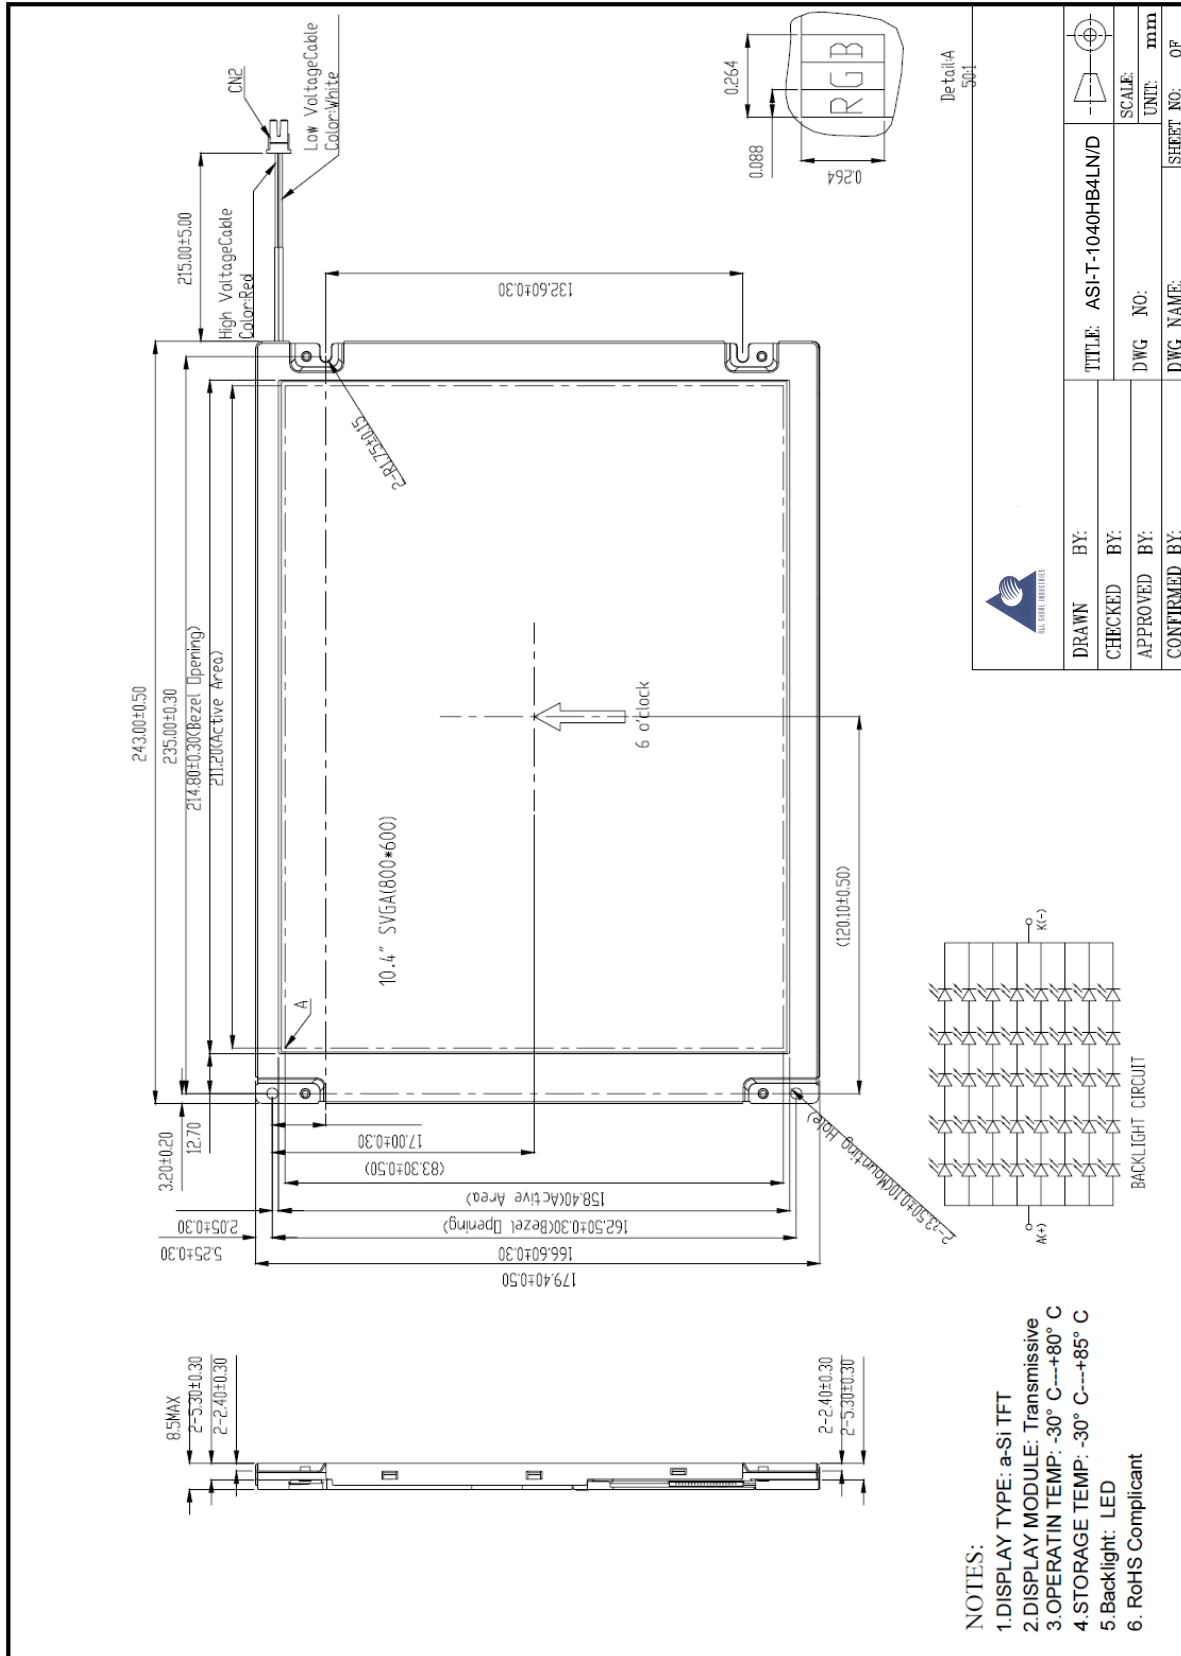 CN2
Low VoltageCable
Color:White
215.00±5.00
High VoltageCable
Color:Red
243.00±0.50
235.00±0.30
214.80±0.30(Bezel Opening)
211.20(Active Area)
3.20±0.20
12.70
132.60±0.30
2-R1.75±0.15
10.4" SVGA(800*600)
6 o'clock
A
(120.10±0.50)
17.00±0.30
(83.30±0.50)
158.40(Active Area)
162.50±0.30(Bezel Opening)
166.60±0.30
179.40±0.50
2.05±0.30
5.25±0.30
0.264
0.088
R G B
0.264
Detail:A
50:1
8.5MAX
2-5.30±0.30
2-2.40±0.30
2-2.40±0.30
2-5.30±0.30
A(+)
K(-)
BACKLIGHT CIRCUIT
NOTES:
1.DISPLAY TYPE: a-Si TFT
2.DISPLAY MODULE: Transmissive
3.OPERATIN TEMP: -30° C---+80° C
4.STORAGE TEMP: -30° C---+85° C
5.Backlight: LED
6. RoHS Complicant
ALL SHORE INDUSTRIES
DRAWN BY:
CHECKED BY:
APPROVED BY:
CONFIRMED BY:
TITLE: ASI-T-1040HB4LN/D
DWG NO:
DWG NAME:
SCALE:
UNIT: mm
SHEET NO: OF